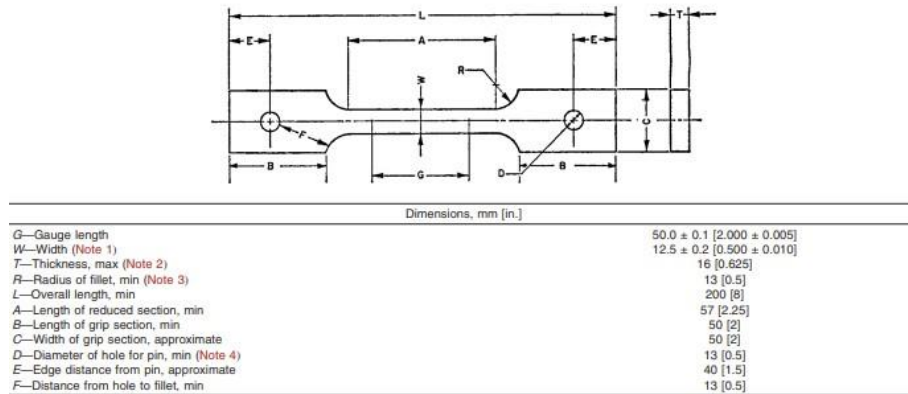 L
T
E
A
E
R
W
C
F
B
G
D
B
Dimensions, mm [in.]
G—Gauge length 50.0 ± 0.1 [2.000 ± 0.005]
W—Width (Note 1) 12.5 ± 0.2 [0.500 ± 0.010]
T—Thickness, max (Note 2) 16 [0.625]
R—Radius of fillet, min (Note 3) 13 [0.5]
L—Overall length, min 200 [8]
A—Length of reduced section, min 57 [2.25]
B—Length of grip section, min 50 [2]
C—Width of grip section, approximate 50 [2]
D—Diameter of hole for pin, min (Note 4) 13 [0.5]
E—Edge distance from pin, approximate 40 [1.5]
F—Distance from hole to fillet, min 13 [0.5]